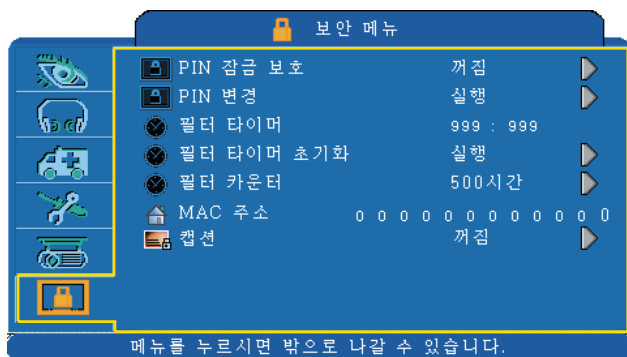 보안 메뉴
PIN 잠금 보호 꺼짐
PIN 변경 실행
필터 타이머 999 : 999
필터 타이머 초기화 실행
필터 카운터 500시간
MAC 주소 0 0 0 0 0 0 0 0 0 0 0 0
캡션 꺼짐
메뉴를 누르시면 밖으로 나갈 수 있습니다.